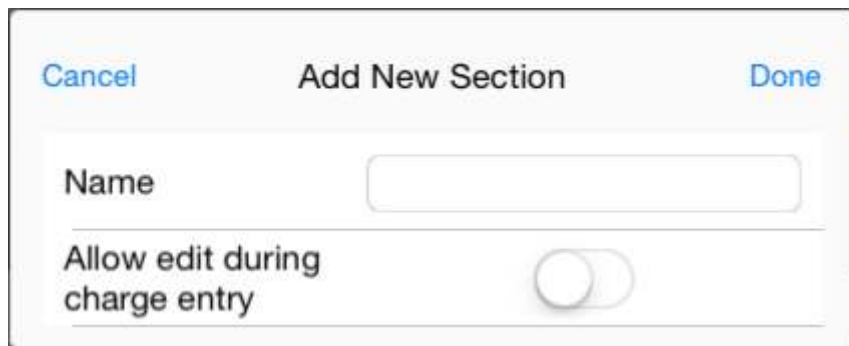 Cancel Add New Section Done
Name
Allow edit during
charge entry